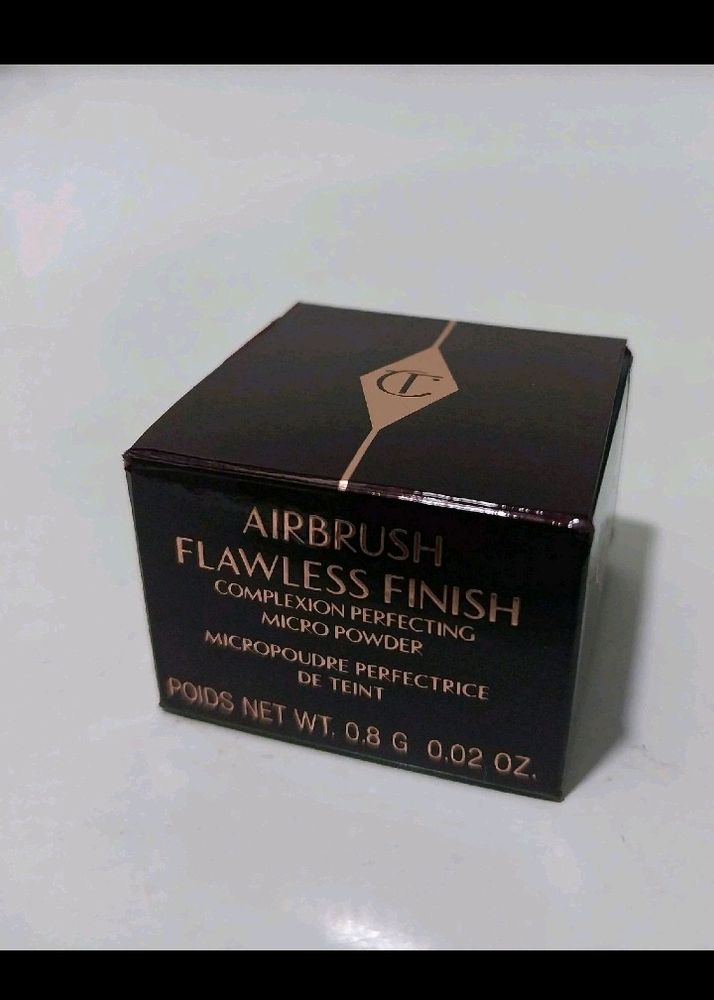 CT
AIRBRUSH
FLAWLESS FINISH
COMPLEXION PERFECTING
MICRO POWDER
MICROPOUDRE PERFECTRICE
DE TEINT
POIDS NET WT. 0.8 G 0.02 OZ.